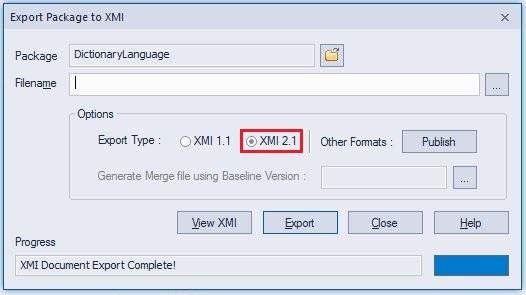 Export Package to XMI
Package DictionaryLanguage
Filename ...
Options
Export Type : XMI 1.1 XMI 2.1 Other Formats : Publish
Generate Merge file using Baseline Version : ...
View XMI Export Close Help
Progress
XMI Document Export Complete!